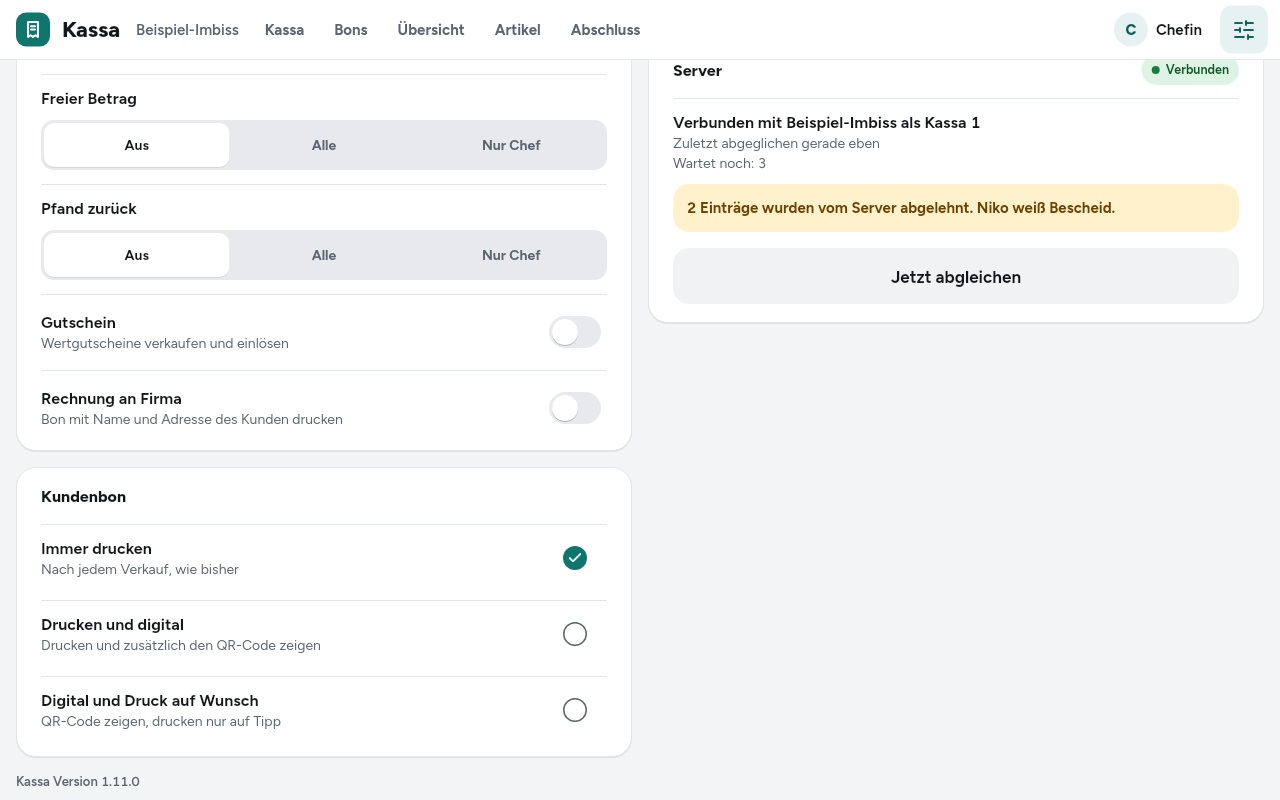 Kassa
Beispiel-Imbiss
Kassa
Bons
Übersicht
Artikel
Abschluss
C
Chefin
Freier Betrag
Aus
Alle
Nur Chef
Pfand zurück
Aus
Alle
Nur Chef
Gutschein
Wertgutscheine verkaufen und einlösen
Rechnung an Firma
Bon mit Name und Adresse des Kunden drucken
Kundenbon
Immer drucken
Nach jedem Verkauf, wie bisher
Drucken und digital
Drucken und zusätzlich den QR-Code zeigen
Digital und Druck auf Wunsch
QR-Code zeigen, drucken nur auf Tipp
Kassa Version 1.11.0
Server
Verbunden
Verbunden mit Beispiel-Imbiss als Kassa 1
Zuletzt abgeglichen gerade eben
Wartet noch: 3
2 Einträge wurden vom Server abgelehnt. Niko weiß Bescheid.
Jetzt abgleichen